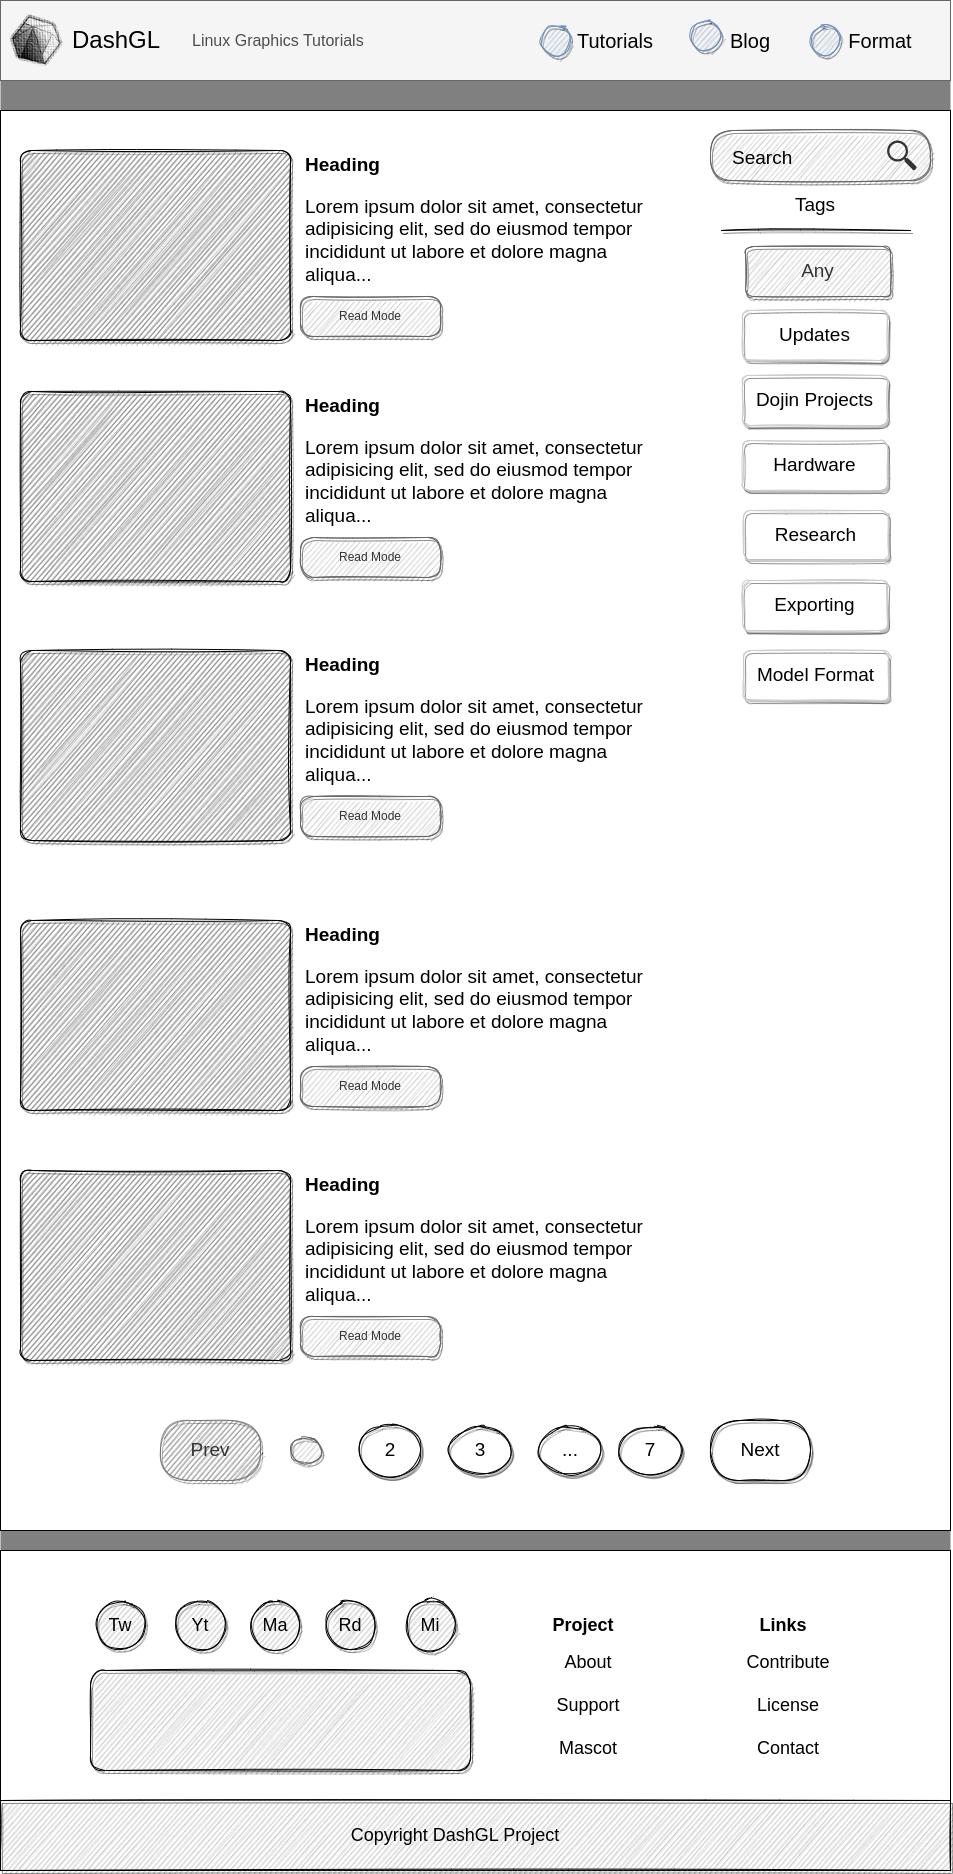 DashGL
Linux Graphics Tutorials
Tutorials
Blog
Format
Heading
Lorem ipsum dolor sit amet, consectetur
adipisicing elit, sed do eiusmod tempor
incididunt ut labore et dolore magna
aliqua...
Read Mode
Heading
Lorem ipsum dolor sit amet, consectetur
adipisicing elit, sed do eiusmod tempor
incididunt ut labore et dolore magna
aliqua...
Read Mode
Heading
Lorem ipsum dolor sit amet, consectetur
adipisicing elit, sed do eiusmod tempor
incididunt ut labore et dolore magna
aliqua...
Read Mode
Heading
Lorem ipsum dolor sit amet, consectetur
adipisicing elit, sed do eiusmod tempor
incididunt ut labore et dolore magna
aliqua...
Read Mode
Heading
Lorem ipsum dolor sit amet, consectetur
adipisicing elit, sed do eiusmod tempor
incididunt ut labore et dolore magna
aliqua...
Read Mode
Search
Tags
Any
Updates
Dojin Projects
Hardware
Research
Exporting
Model Format
Prev
2
3
...
7
Next
Tw
Yt
Ma
Rd
Mi
Project
About
Support
Mascot
Links
Contribute
License
Contact
Copyright DashGL Project